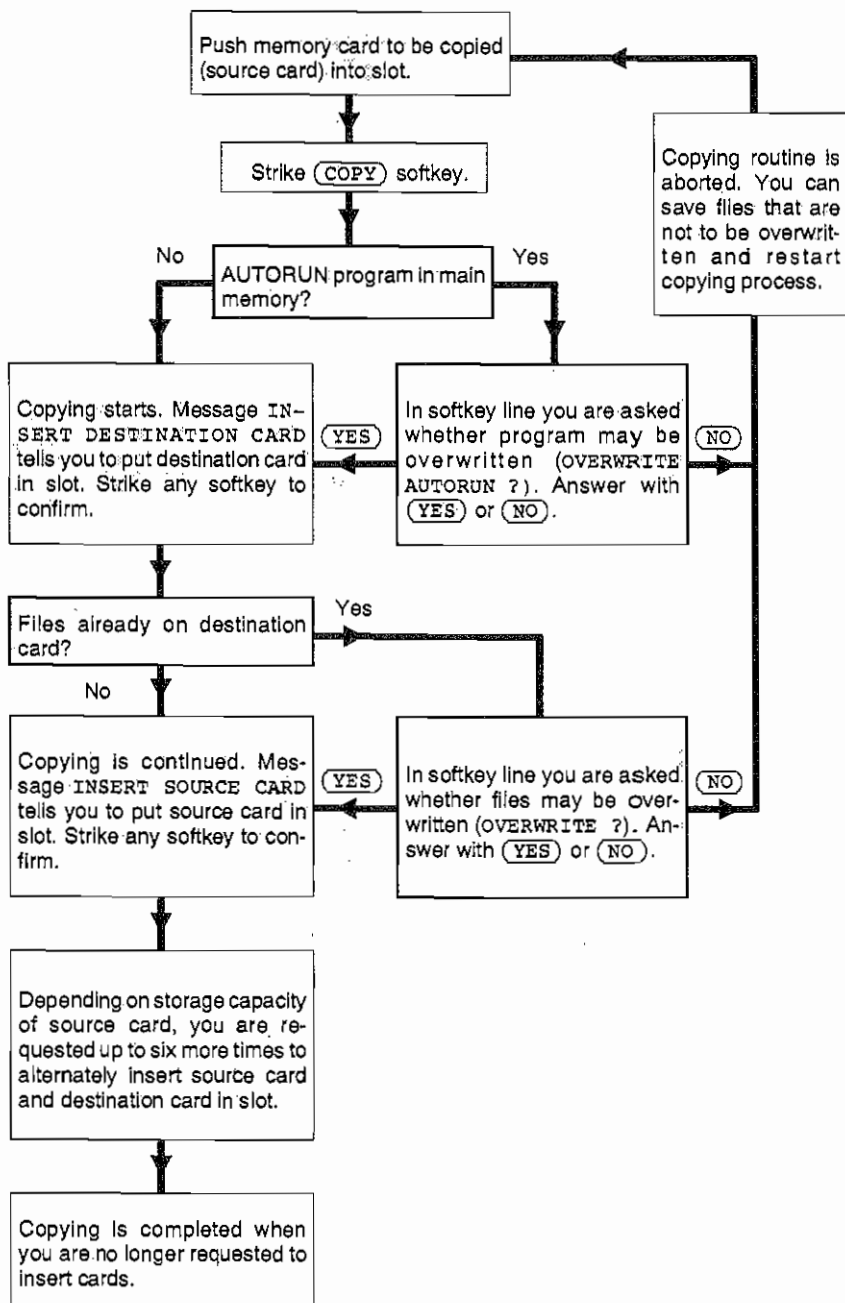 Push memory card to be copied
(source card) into slot.
Strike (COPY) softkey.
No
Yes
AUTORUN program in main
memory?
Copying routine is
aborted. You can
save files that are
not to be overwrit-
ten and restart
copying process.
Copying starts. Message IN-
SERT DESTINATION CARD
tells you to put destination card
in slot. Strike any softkey to
confirm.
(YES)
In softkey line you are asked
whether program may be
overwritten (OVERWRITE
AUTORUN ?). Answer with
(YES) or (NO).
(NO)
Files already on destination
card?
Yes
No
Copying is continued. Mes-
sage INSERT SOURCE CARD
tells you to put source card in
slot. Strike any softkey to con-
firm.
(YES)
In softkey line you are asked
whether files may be over-
written (OVERWRITE ?). An-
swer with (YES) or (NO).
(NO)
Depending on storage capacity
of source card, you are re-
quested up to six more times to
alternately insert source card
and destination card in slot.
Copying is completed when
you are no longer requested to
insert cards.